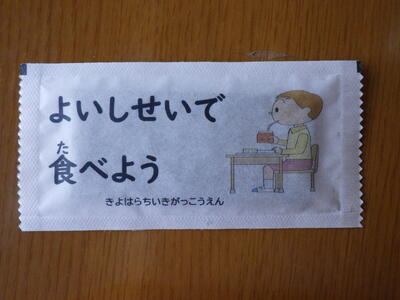 よいしせいで
た
食べよう
きよはらちいきがっこうえん